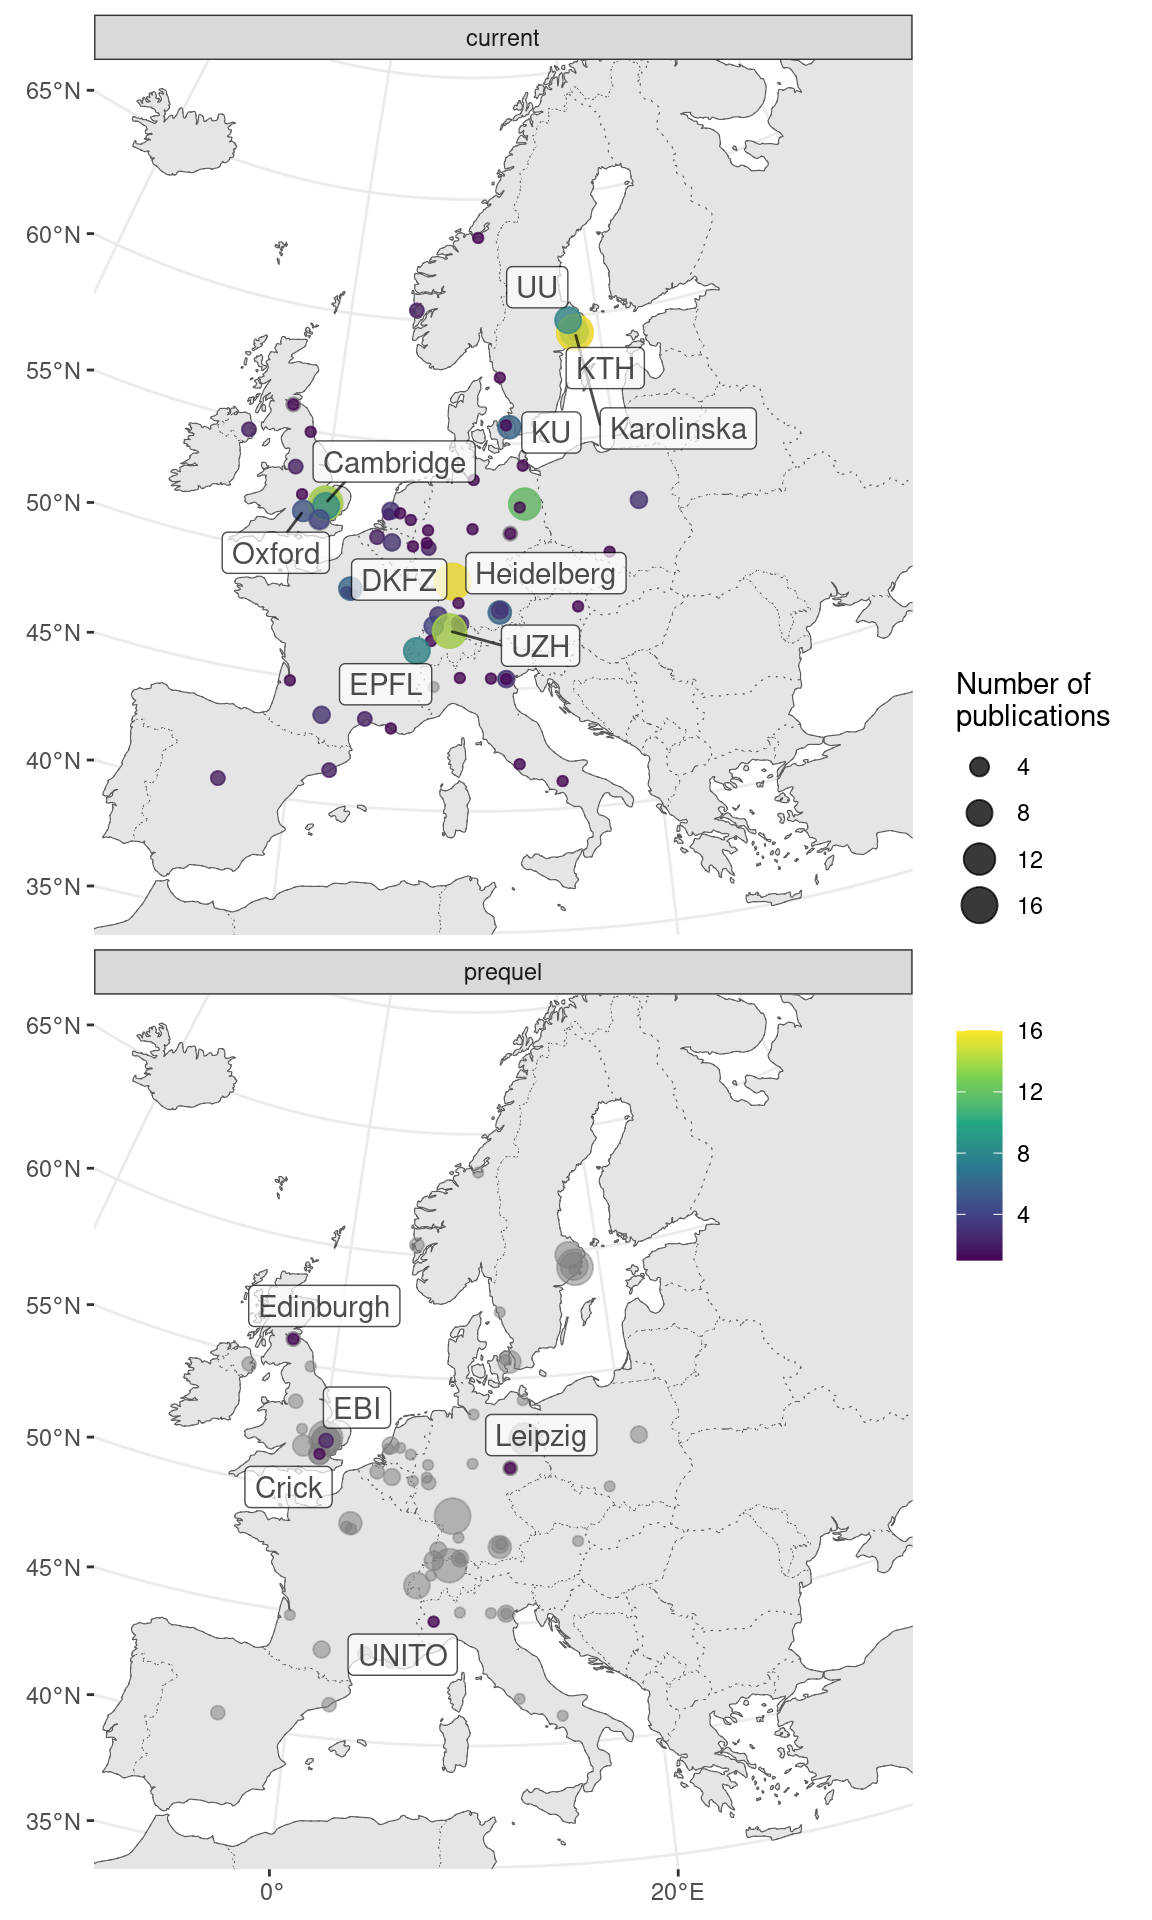 current
65°N
60°N
55°N
50°N
45°N
40°N
35°N
UU
KTH
Karolinska
KU
Cambridge
Oxford
DKFZ
Heidelberg
UZH
EPFL
Number of
publications
4
8
12
16
16
12
8
4
prequel
65°N
60°N
55°N
50°N
45°N
40°N
35°N
Edinburgh
EBI
Leipzig
Crick
UNITO
0°
20°E